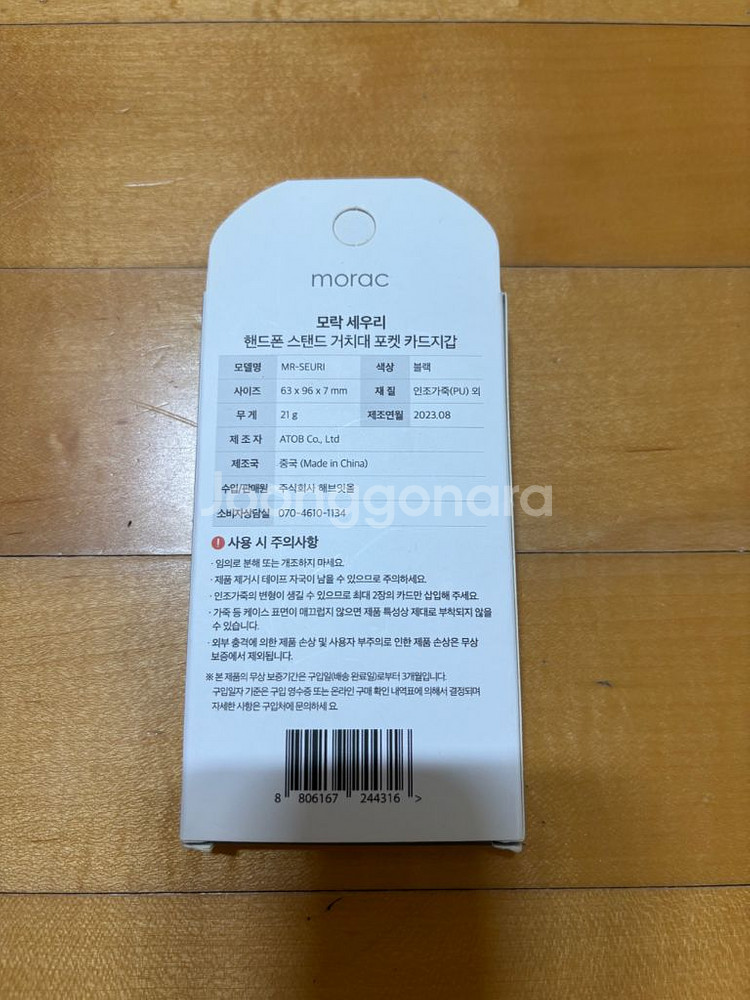 morac
모락 세우리
핸드폰 스탠드 거치대 포켓 카드지갑
모델명 MR-SEURI 색상 블랙
사이즈 63 x 96 x 7 mm 재 질 인조가죽(PU) 외
무 게 21 g 제조연월 2023.08
제 조 자 ATOB Co., Ltd
제조국 중국 (Made in China)
수입/판매원 주식회사 해브잇올
소비자상담실 070-4610-1134
Joonggonara
! 사용 시 주의사항
· 임의로 분해 또는 개조하지 마세요.
· 제품 제거시 테이프 자국이 남을 수 있으므로 주의하세요.
· 인조가죽의 변형이 생길 수 있으므로 최대 2장의 카드만 삽입해 주세요.
· 가죽 등 케이스 표면이 매끄럽지 않으면 제품 특성상 제대로 부착되지 않을
수 있습니다.
· 외부 충격에 의한 제품 손상 및 사용자 부주의로 인한 제품 손상은 무상
보증에서 제외됩니다.
※ 본 제품의 무상 보증기간은 구입일(배송 완료일)로부터 3개월입니다.
구입일자 기준은 구입 영수증 또는 온라인 구매 확인 내역표에 의해서 결정되며
자세한 사항은 구입처에 문의하세 요.
8 806167 244316 >